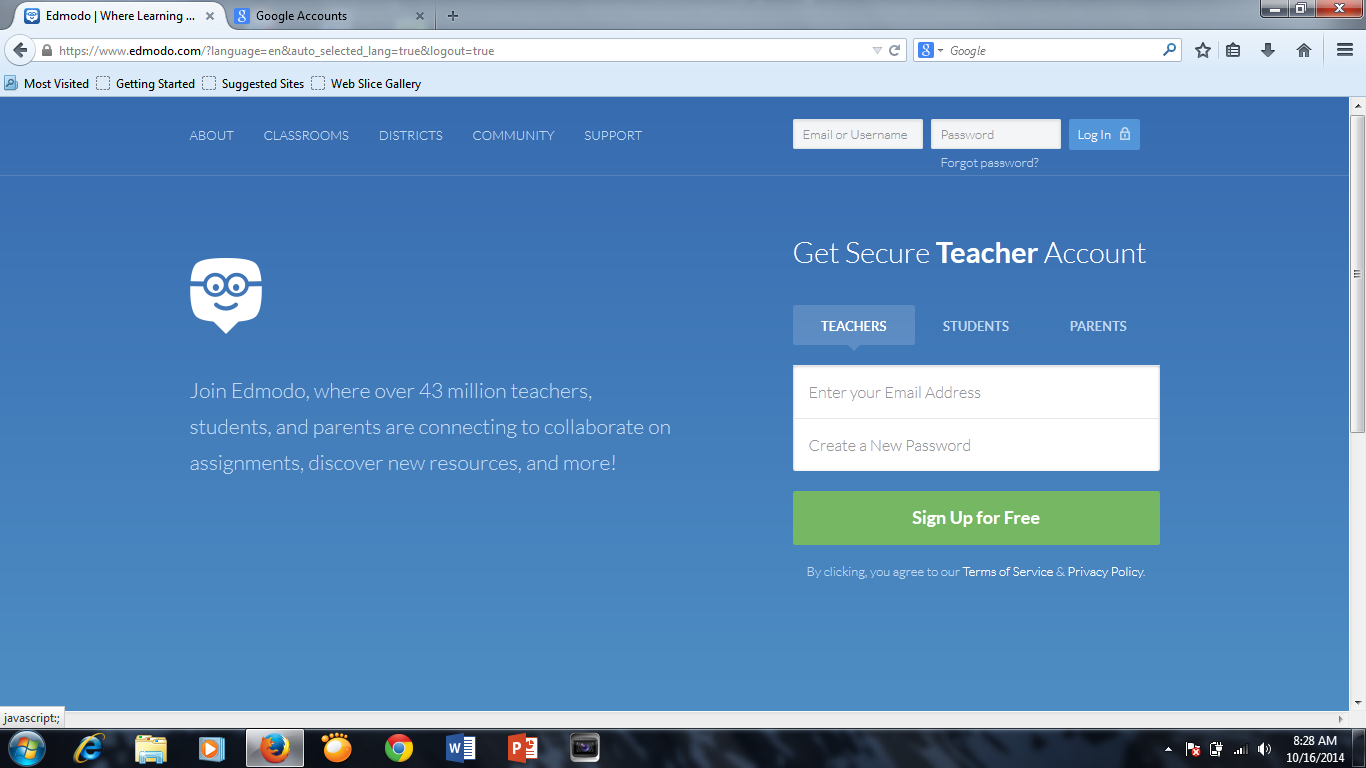 Edmodo | Where Learning ...
Google Accounts
https://www.edmodo.com/?language=en&auto_selected_lang=true&logout=true
Google
Most Visited
Getting Started
Suggested Sites
Web Slice Gallery
ABOUT
CLASSROOMS
DISTRICTS
COMMUNITY
SUPPORT
Email or Username
Password
Log In
Forgot password?
Get Secure Teacher Account
TEACHERS
STUDENTS
PARENTS
Join Edmodo, where over 43 million teachers,
students, and parents are connecting to collaborate on
assignments, discover new resources, and more!
Enter your Email Address
Create a New Password
Sign Up for Free
By clicking, you agree to our Terms of Service & Privacy Policy.
javascript:;
8:28 AM
10/16/2014